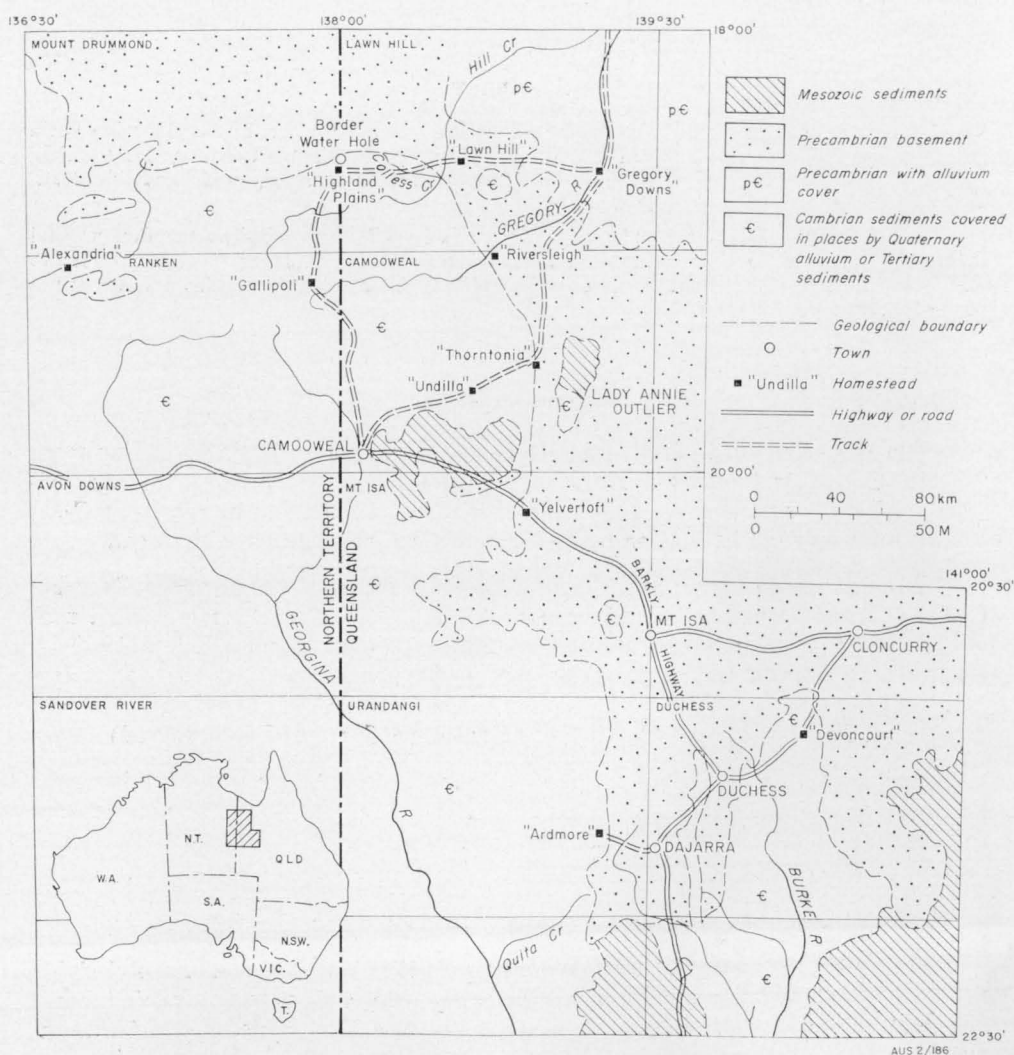 136°30'
138°00'
139°30'
18°00'
MOUNT DRUMMOND
LAWN HILL
Hill Cr
p€
p€
Border
Water Hole
"Lawn Hill"
Colless Cr
"Highland
Plains"
"Gregory
Downs"
€
€
GREGORY R
"Alexandria"
RANKEN
CAMOOWEAL
"Riversleigh"
"Gallipoli"
€
"Thorntonia"
"Undilla"
€
LADY ANNIE
OUTLIER
€
CAMOOWEAL
AVON DOWNS
MT ISA
20°00'
"Yelvertoft"
NORTHERN TERRITORY
QUEENSLAND
€
BARKLY
HIGHWAY
€
MT ISA
CLONCURRY
GEORGINA
R
SANDOVER RIVER
URANDANGI
DUCHESS
€
"Devoncourt"
€
DUCHESS
"Ardmore"
DAJARRA
BURKE
R
€
Quita Cr
€
Mesozoic sediments
Precambrian basement
p€
Precambrian with alluvium
cover
€
Cambrian sediments covered
in places by Quaternary
alluvium or Tertiary
sediments
Geological boundary
Town
"Undilla" Homestead
Highway or road
Track
0 40 80 km
0 50 M
141°00'
20°30'
N.T.
QLD
W.A.
S.A.
N.S.W.
VIC.
T.
22°30'
AUS 2/186